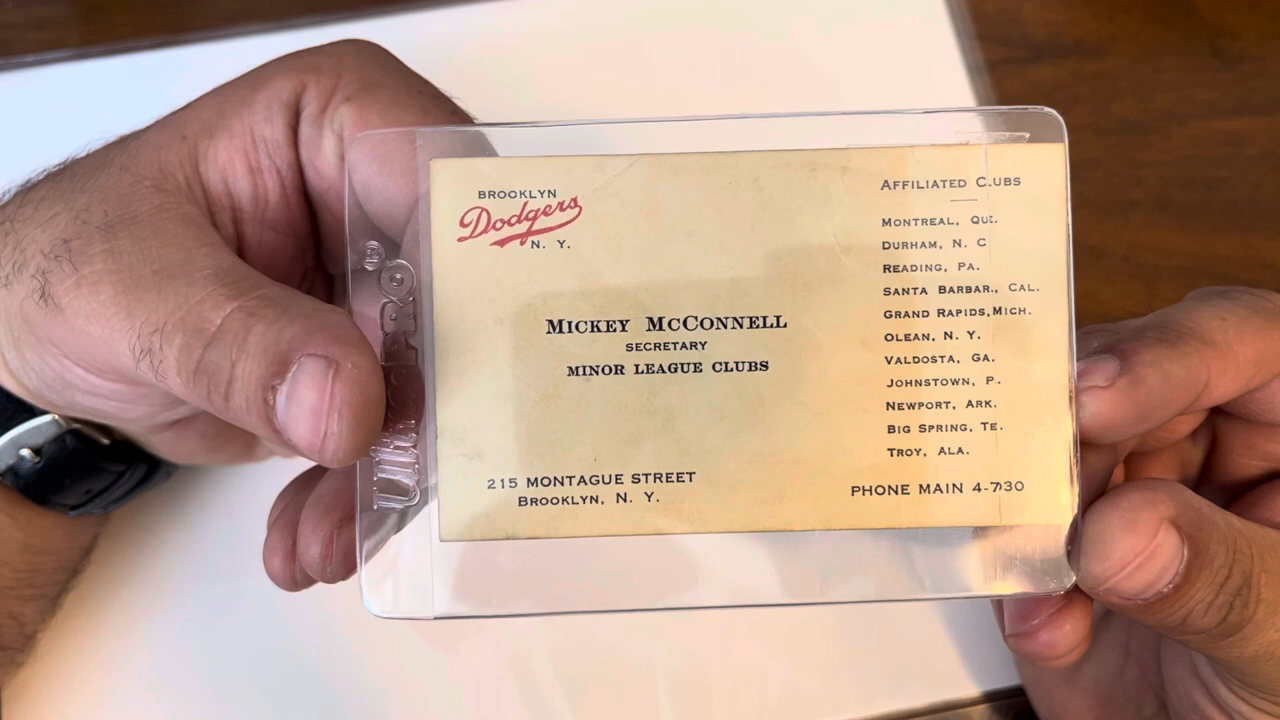 BROOKLYN
Dodgers
N. Y.
MICKEY McCONNELL
SECRETARY
MINOR LEAGUE CLUBS
215 MONTAGUE STREET
BROOKLYN, N. Y.
AFFILIATED CLUBS
MONTREAL, QUE.
DURHAM, N. C
READING, PA.
SANTA BARBAR., CAL.
GRAND RAPIDS, MICH.
OLEAN, N. Y.
VALDOSTA, GA.
JOHNSTOWN, P.
NEWPORT, ARK.
BIG SPRING, TE.
TROY, ALA.
PHONE MAIN
ULTRA PRO®